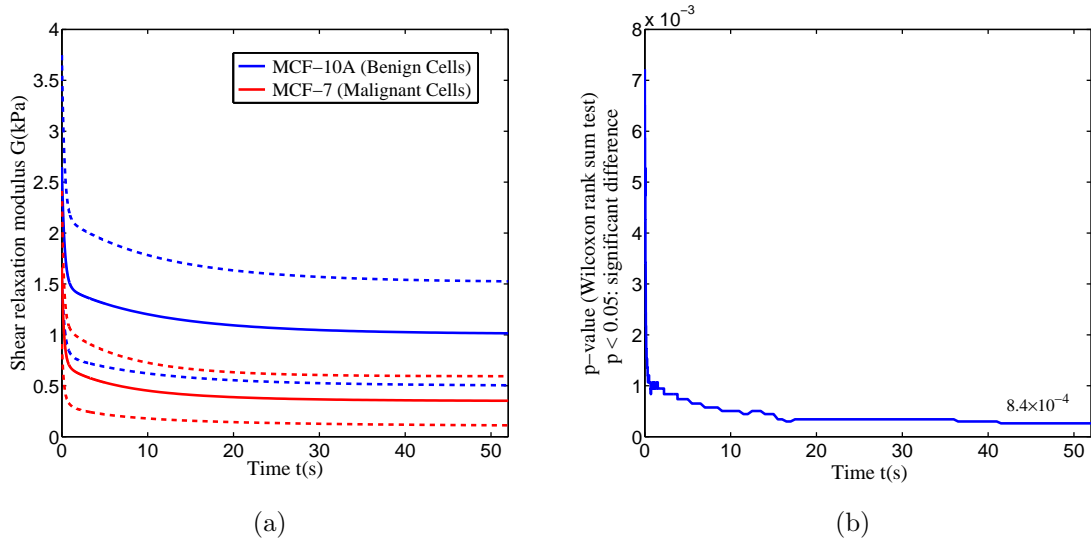 4
3.5
3
2.5
2
1.5
1
0.5
0
0 10 20 30 40 50
Time t(s)
Shear relaxation modulus G(kPa)
MCF−10A (Benign Cells)
MCF−7 (Malignant Cells)
(a)
x 10⁻³
8
7
6
5
4
3
2
1
0
0 10 20 30 40 50
Time t(s)
p−value (Wilcoxon rank sum test)
p < 0.05: significant difference
8.4×10⁻⁴
(b)